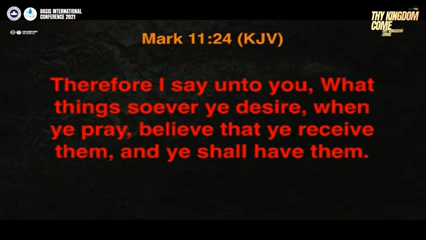 OASIS INTERNATIONAL
CONFERENCE 2021
THY KINGDOM
COME
Mark 11:24 (KJV)
Therefore I say unto you, What
things soever ye desire, when
ye pray, believe that ye receive
them, and ye shall have them.